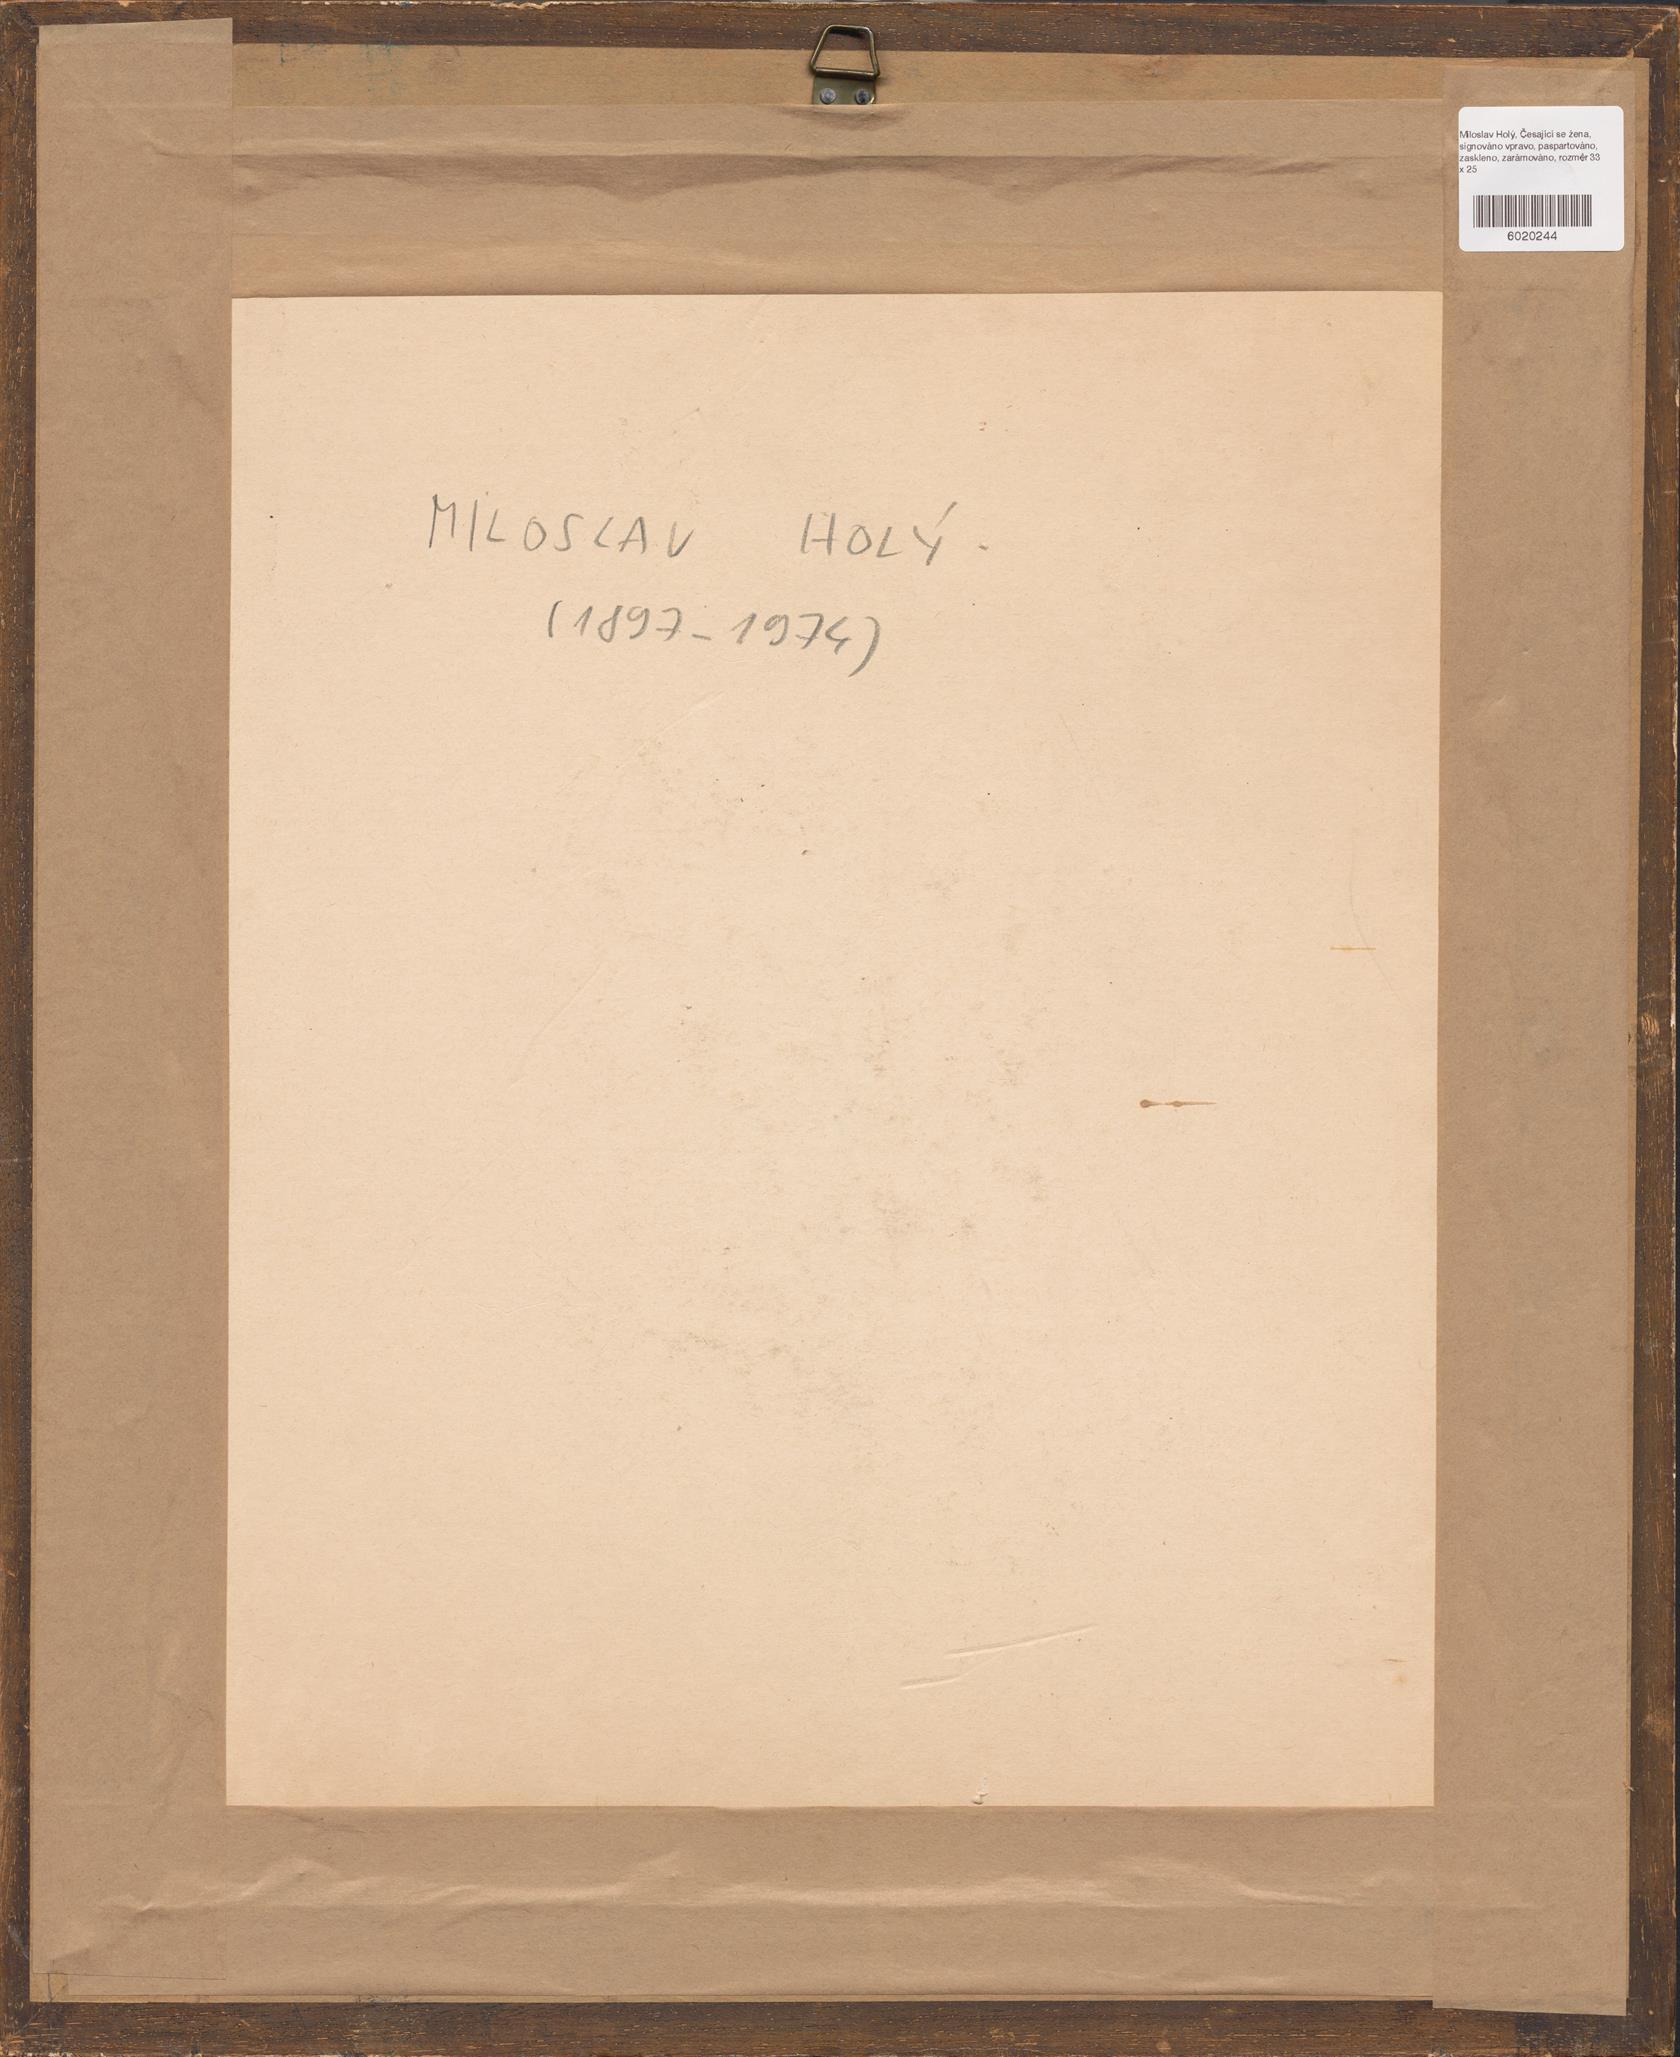 Miloslav Holý, Česající se žena,
signováno vpravo, paspartováno,
zaskleno, zarámováno, rozměr 33
x 25
6020244
MILOSLAV HOLÝ.
(1897-1974)